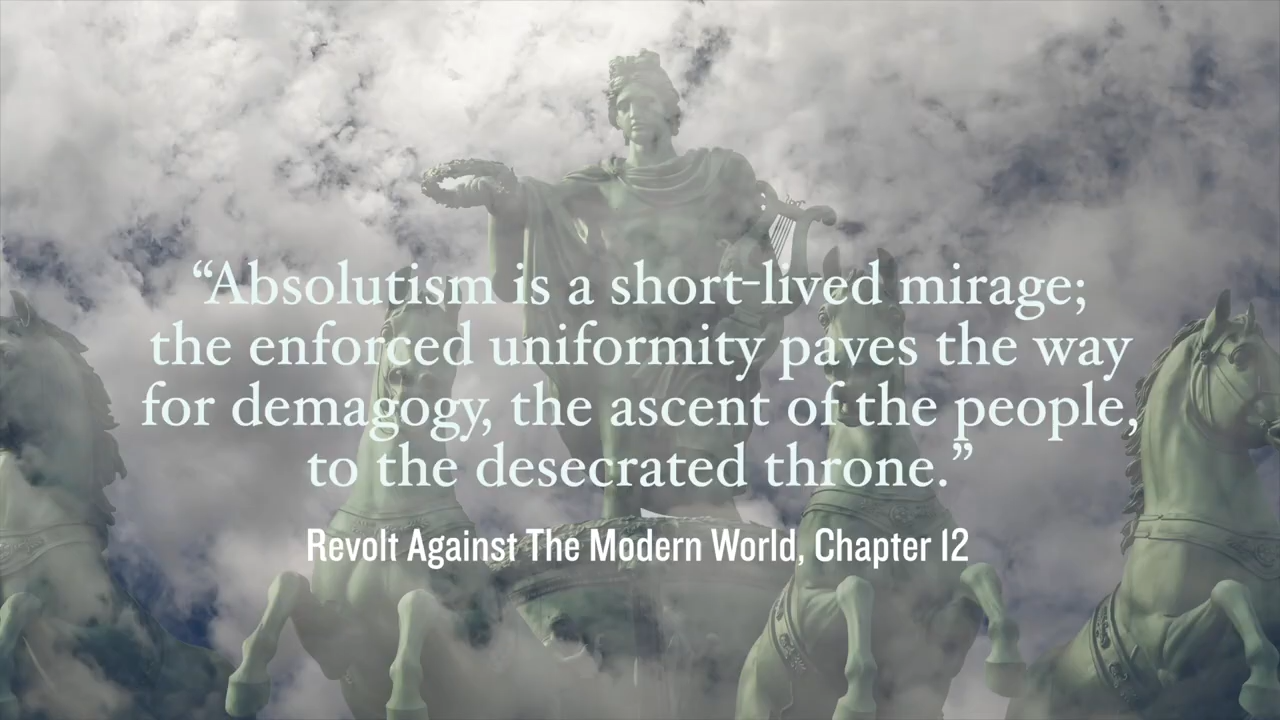 “Absolutism is a short-lived mirage;
the enforced uniformity paves the way
for demagogy, the ascent of the people,
to the desecrated throne.”
Revolt Against The Modern World, Chapter 12